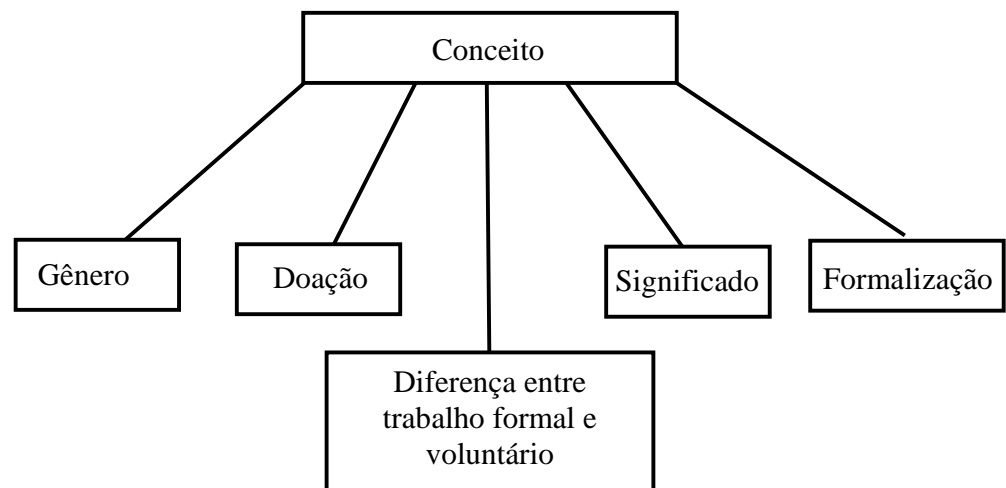 Conceito
Gênero
Doação
Significado
Formalização
Diferença entre
trabalho formal e
voluntário